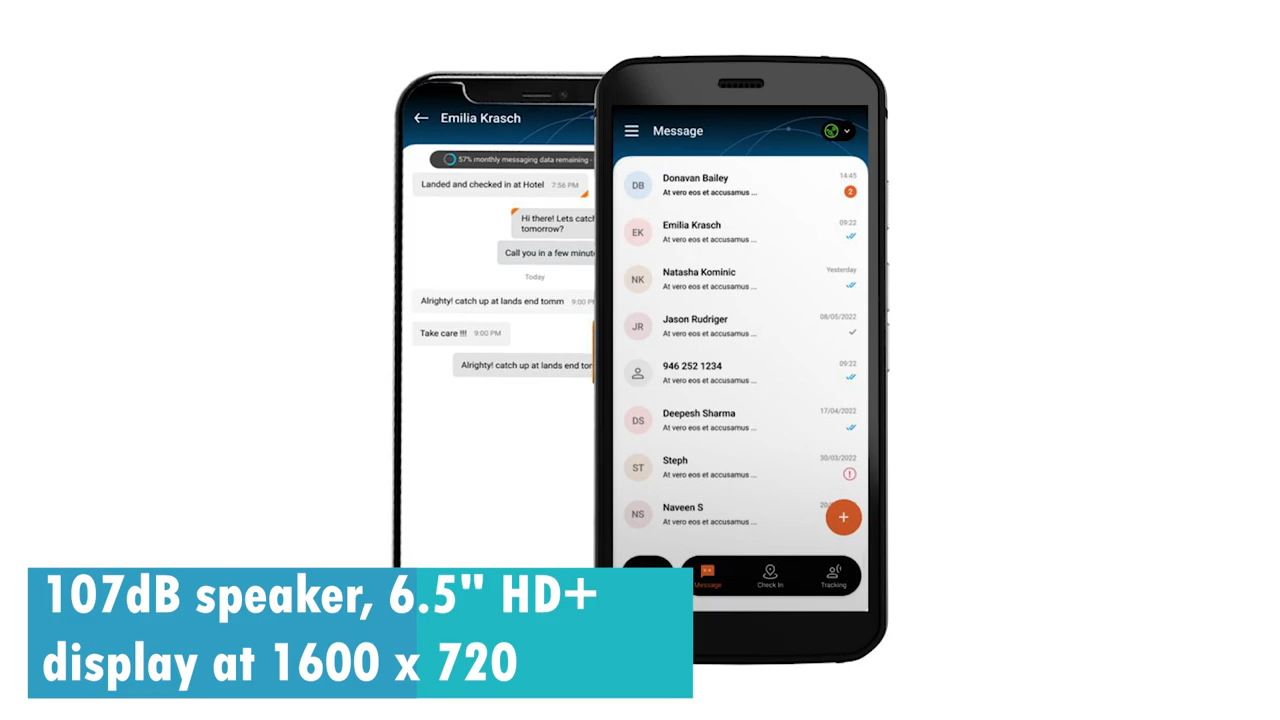 Emilia Krasch
57% monthly messaging data remaining -
Landed and checked in at Hotel 7:56 PM
Hi there! Lets catch
tomorrow?
Call you in a few minute
Today
Alrighty! catch up at lands end tomm 9:00 PM
Take care !!! 9:00 PM
Alrighty! catch up at lands end tor
Message
DB Donavan Bailey 14:45
At vero eos et accusamus ... 2
EK Emilia Krasch 09:22
At vero eos et accusamus ...
NK Natasha Kominic Yesterday
At vero eos et accusamus ...
JR Jason Rudriger 08/05/2022
At vero eos et accusamus ...
946 252 1234 09:22
At vero eos et accusamus ...
DS Deepesh Sharma 17/04/2022
At vero eos et accusamus ...
ST Steph 30/03/2022
At vero eos et accusamus ...
NS Naveen S
At vero eos et accusamus ...
Message Check In Tracking
107dB speaker, 6.5" HD+
display at 1600 x 720